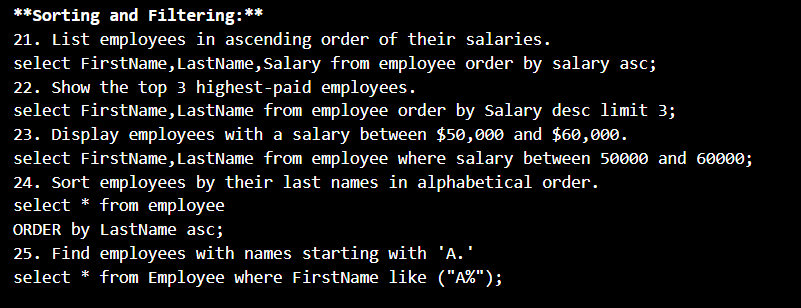 **Sorting and Filtering:**
21. List employees in ascending order of their salaries.
select FirstName,LastName,Salary from employee order by salary asc;
22. Show the top 3 highest-paid employees.
select FirstName,LastName from employee order by Salary desc limit 3;
23. Display employees with a salary between $50,000 and $60,000.
select FirstName,LastName from employee where salary between 50000 and 60000;
24. Sort employees by their last names in alphabetical order.
select * from employee
ORDER by LastName asc;
25. Find employees with names starting with 'A.'
select * from Employee where FirstName like ("A%");